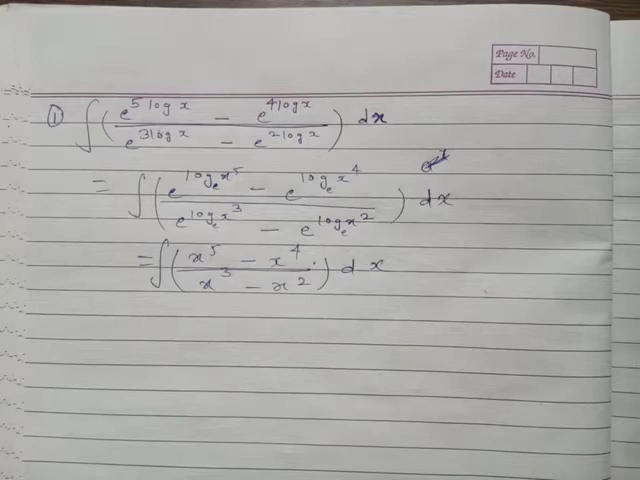 Page No.
Date
① ∫ ( (e^{5 log x} - e^{4 log x}) / (e^{3 log x} - e^{2 log x}) ) dx
= ∫ ( (e^{log_e x^5} - e^{log_e x^4}) / (e^{log_e x^3} - e^{log_e x^2}) ) dx
= ∫ ( (x^5 - x^4) / (x^3 - x^2) ) dx